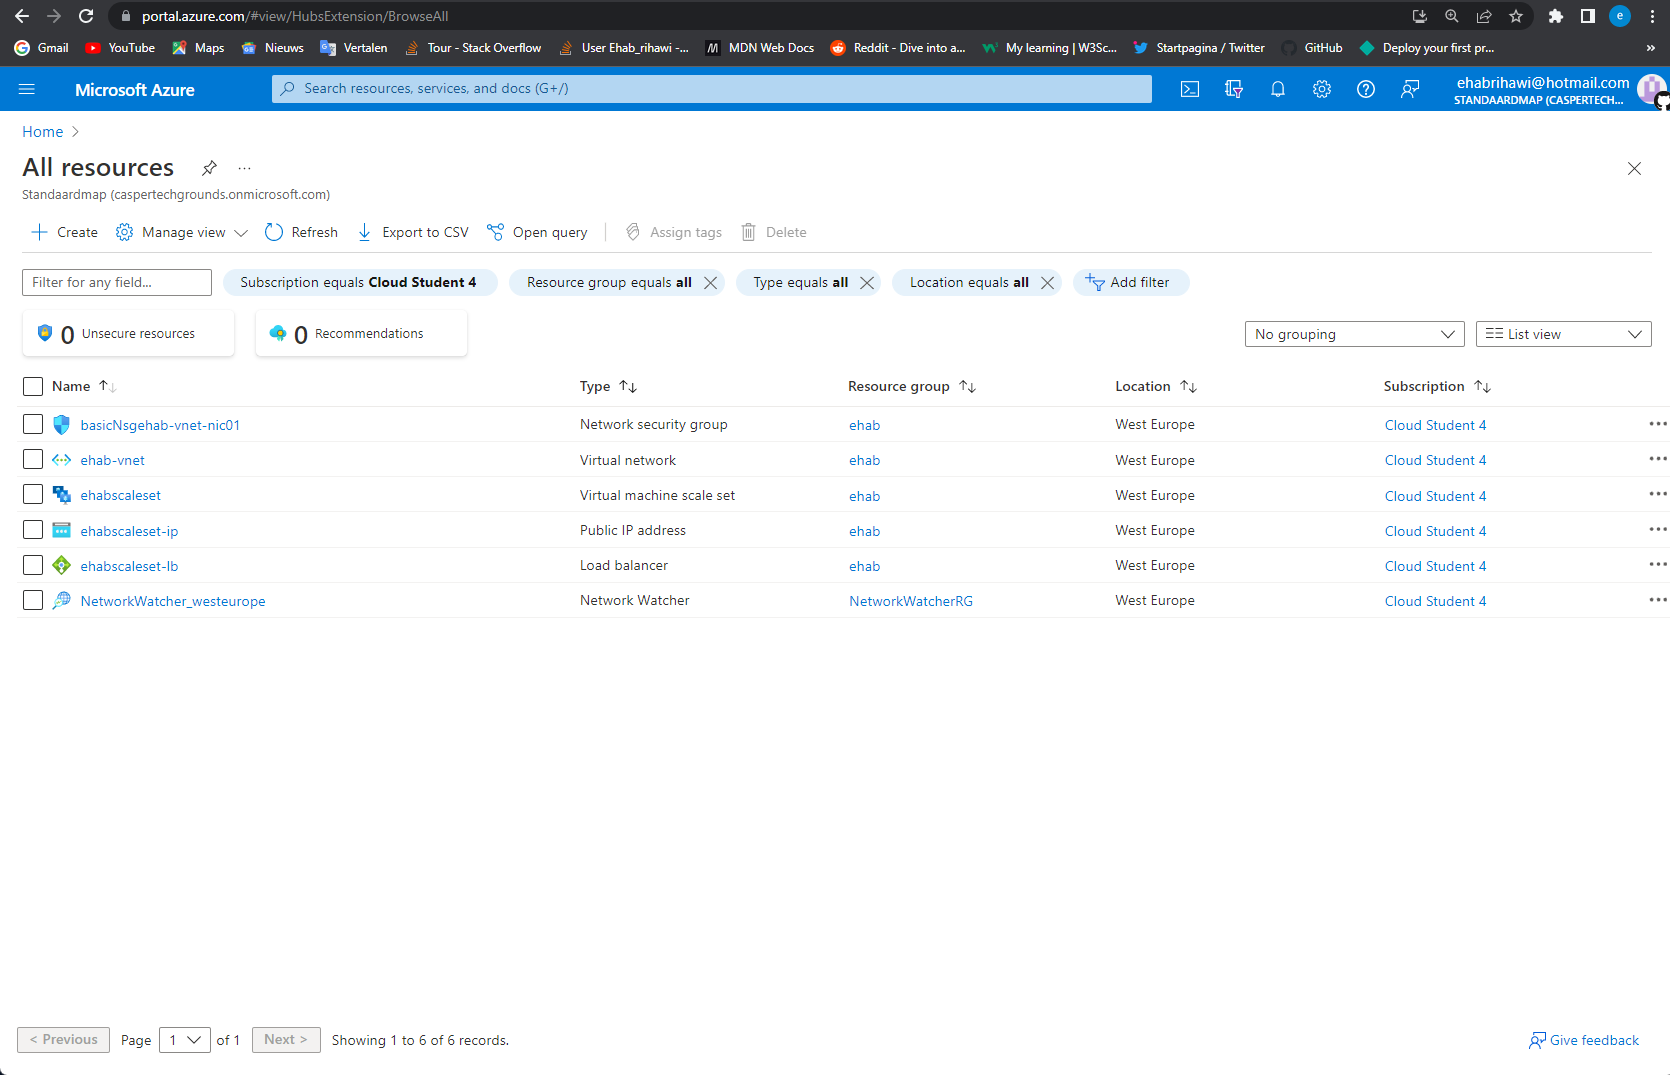 portal.azure.com/#view/HubsExtension/BrowseAll
e
Gmail YouTube Maps Nieuws Vertalen Tour - Stack Overflow User Ehab_rihawi -... MDN Web Docs Reddit - Dive into a... My learning | W3Sc... Startpagina / Twitter GitHub Deploy your first pr... »
Microsoft Azure
Search resources, services, and docs (G+/)
ehabrihawi@hotmail.com
STANDAARDMAP (CASPERTECH...
Home
All resources ...
Standaardmap (caspertechgrounds.onmicrosoft.com)
Create Manage view Refresh Export to CSV Open query Assign tags Delete
Filter for any field... Subscription equals Cloud Student 4 Resource group equals all Type equals all Location equals all Add filter
0 Unsecure resources 0 Recommendations No grouping List view
Name Type Resource group Location Subscription
basicNsgehab-vnet-nic01 Network security group ehab West Europe Cloud Student 4
ehab-vnet Virtual network ehab West Europe Cloud Student 4
ehabscaleset Virtual machine scale set ehab West Europe Cloud Student 4
ehabscaleset-ip Public IP address ehab West Europe Cloud Student 4
ehabscaleset-lb Load balancer ehab West Europe Cloud Student 4
NetworkWatcher_westeurope Network Watcher NetworkWatcherRG West Europe Cloud Student 4
< Previous Page 1 of 1 Next > Showing 1 to 6 of 6 records. Give feedback